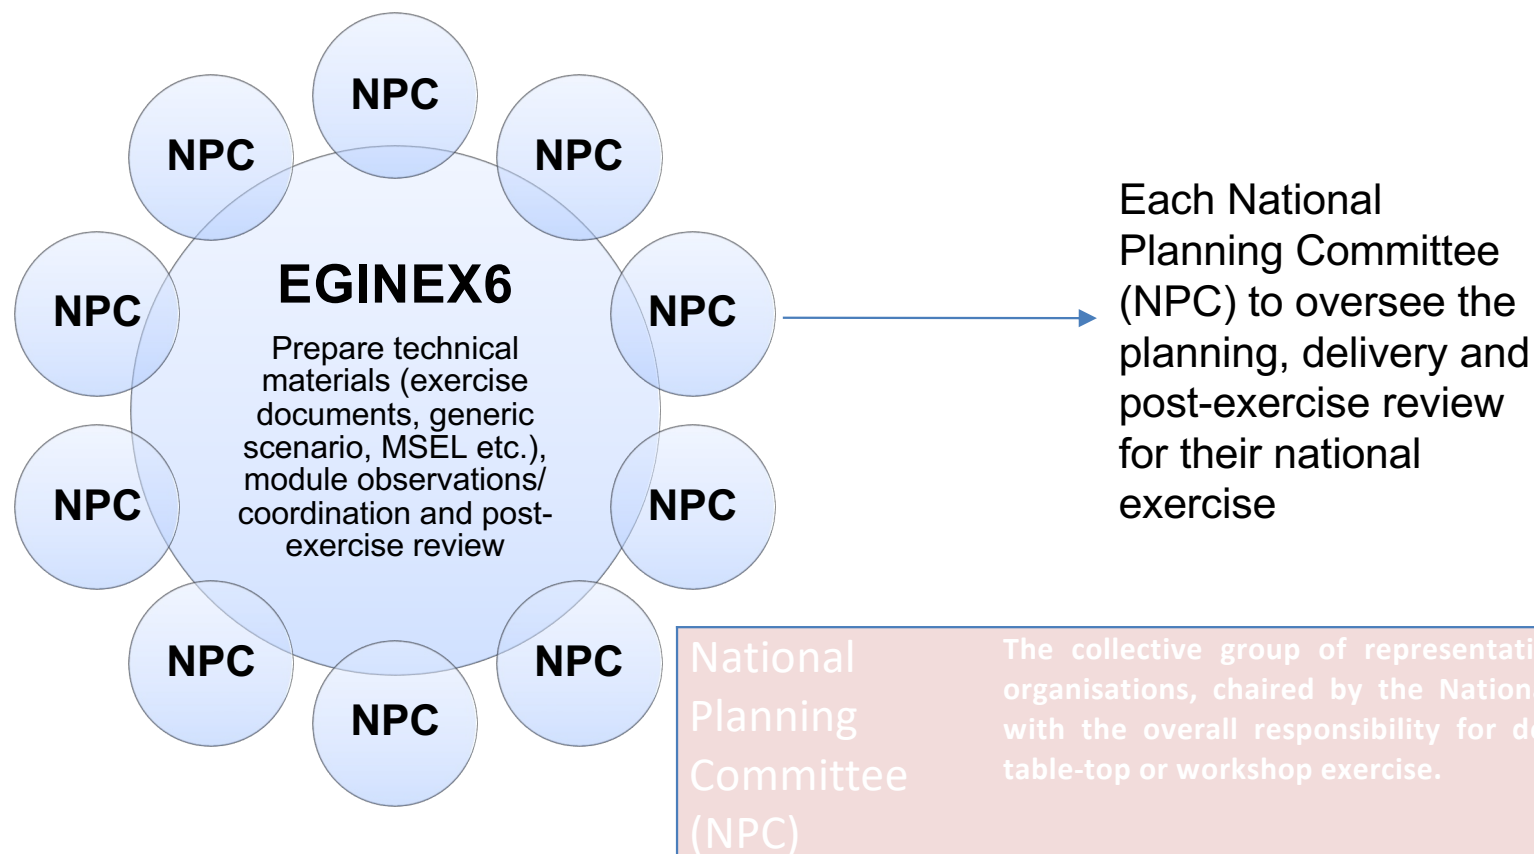 NPC
NPC
NPC
NPC
NPC
NPC
NPC
NPC
NPC
NPC
EGINEX6
Prepare technical
materials (exercise
documents, generic
scenario, MSEL etc.),
module observations/
coordination and post-
exercise review
Each National
Planning Committee
(NPC) to oversee the
planning, delivery and
post-exercise review
for their national
exercise
National
Planning
Committee
(NPC)
The collective group of
organisations, chaired by the
with the overall responsibility for
table-top or workshop exercise.